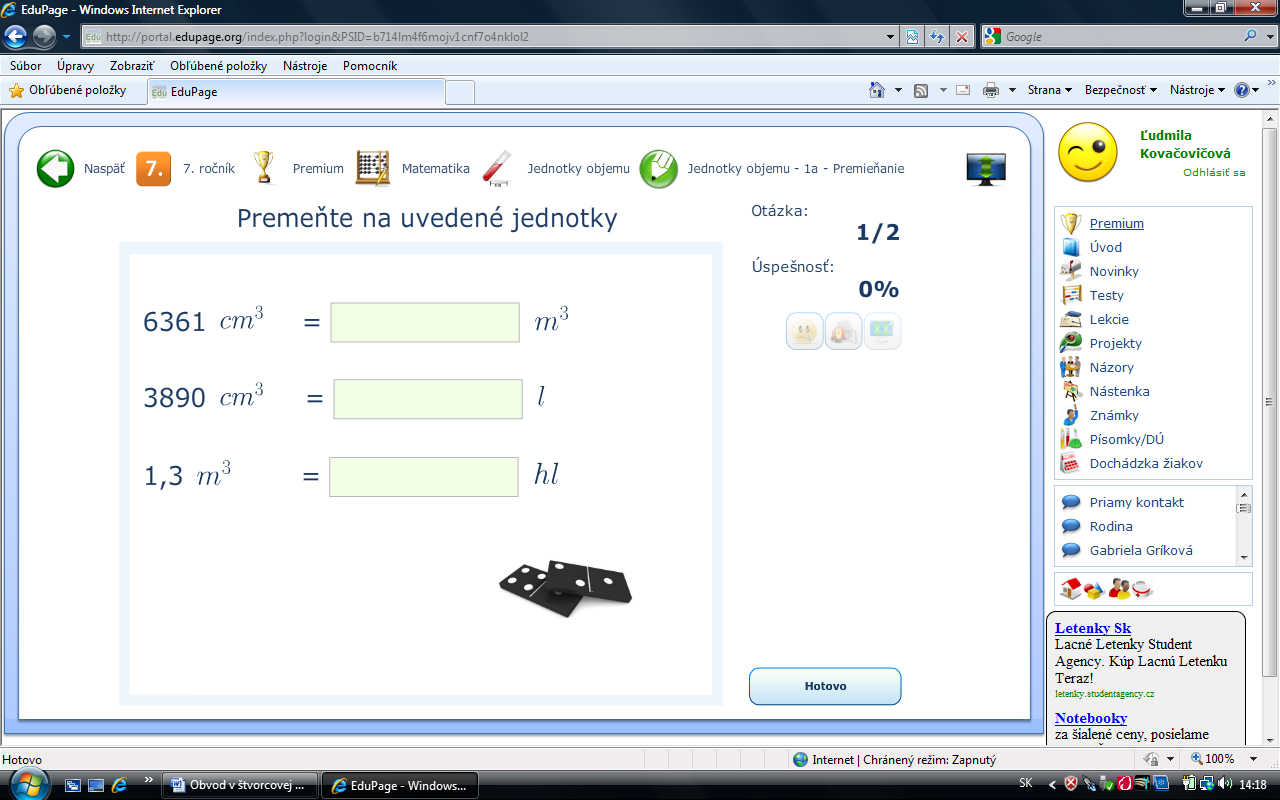 EduPage - Windows Internet Explorer
http://portal.edupage.org/index.php?login&PSID=b714lm4f6mojv1cnf7o4nklol2
Google
Súbor Úpravy Zobraziť Obľúbené položky Nástroje Pomocník
Obľúbené položky EduPage Strana Bezpečnosť Nástroje
Naspäť 7. 7. ročník Premium Matematika Jednotky objemu Jednotky objemu - 1a - Premieňanie
Premeňte na uvedené jednotky
6361 cm³ = m³
3890 cm³ = l
1,3 m³ = hl
Otázka:
1/2
Úspešnosť:
0%
Hotovo
Ľudmila
Kovačovičová
Odhlásiť sa
Premium
Úvod
Novinky
Testy
Lekcie
Projekty
Názory
Nástenka
Známky
Písomky/DÚ
Dochádzka žiakov
Priamy kontakt
Rodina
Gabriela Gríková
Letenky Sk
Lacné Letenky Student
Agency. Kúp Lacnú Letenku
Teraz!
letenky.studentagency.cz
Notebooky
za šialené ceny, posielame
Hotovo Internet | Chránený režim: Zapnutý 100%
Obvod v štvorcovej ... EduPage - Windows... SK 14:18